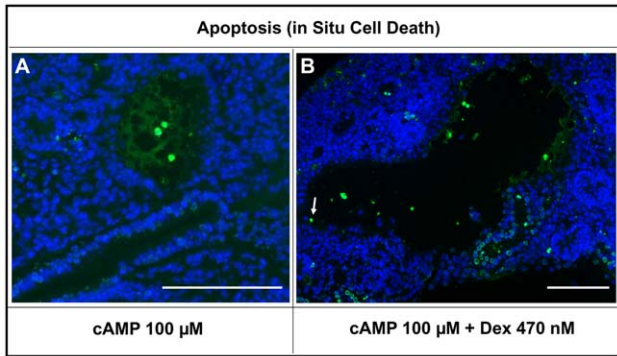 Apoptosis (in Situ Cell Death)
A
B
cAMP 100 µM
cAMP 100 µM + Dex 470 nM